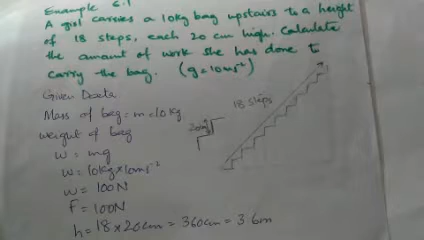 Example 6.1
A girl carries a 10kg bag upstairs to a height
of 18 steps, each 20 cm high. Calculate
the amount of work she has done to
carry the bag. (g=10ms⁻²)
Given Data
Mass of bag = m = 10 kg
Weight of bag
W = mg
W = 10kg x 10ms⁻²
W = 100N
F = 100N
h = 18 x 20cm = 360cm = 3.6m
18 steps
20cm